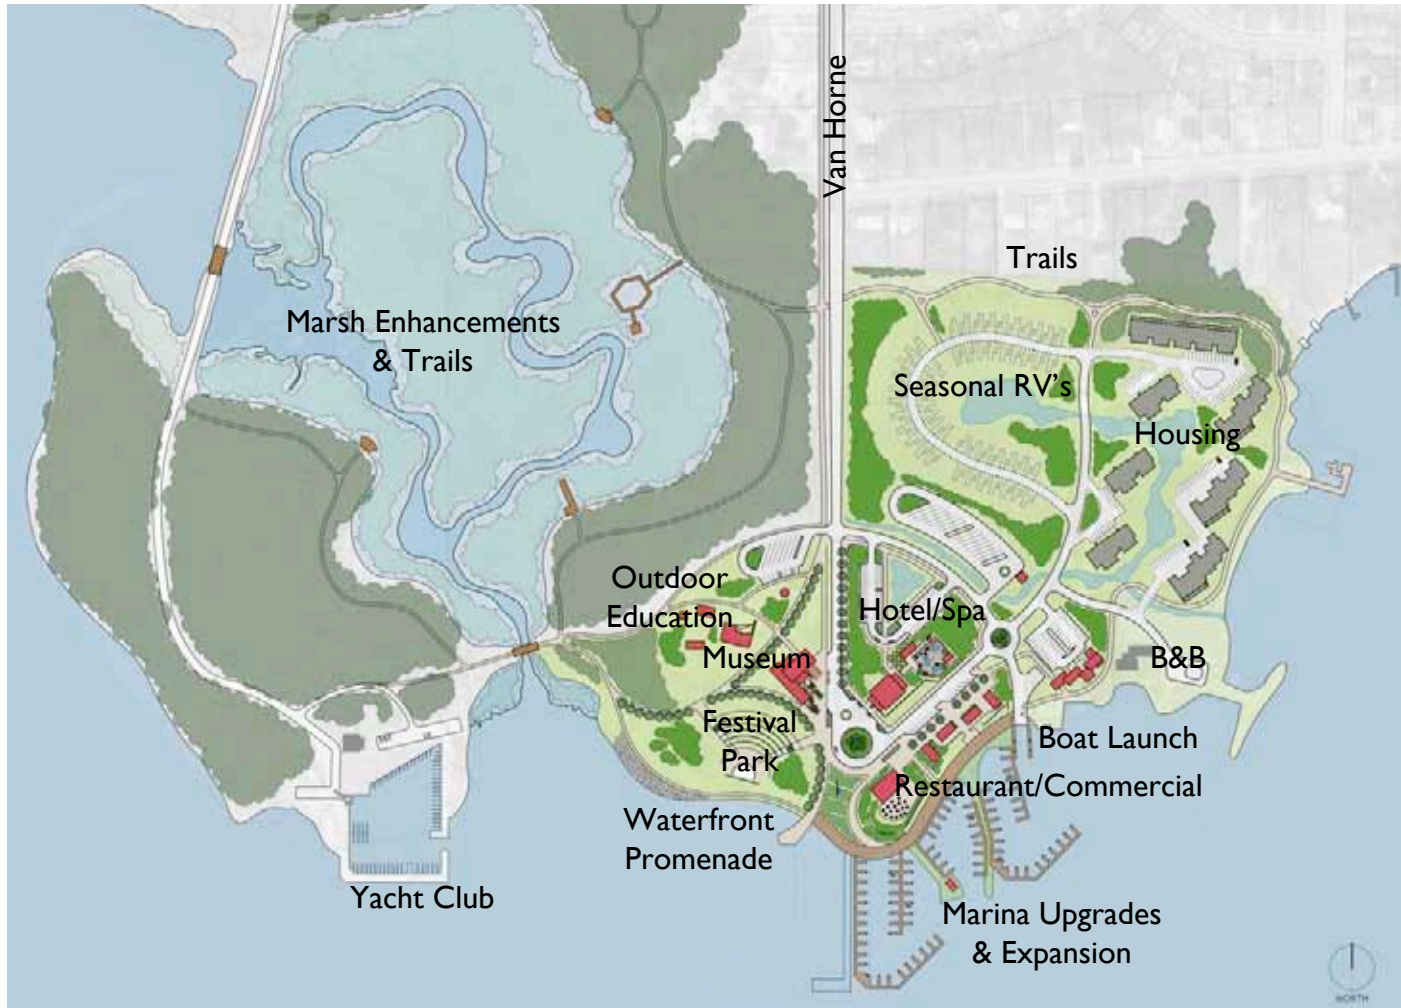 Van Horne
Trails
Marsh Enhancements
& Trails
Seasonal RV's
Housing
Outdoor
Education
Hotel/Spa
Museum
B&B
Festival
Park
Boat Launch
Restaurant/Commercial
Waterfront
Promenade
Yacht Club
Marina Upgrades
& Expansion
NORTH